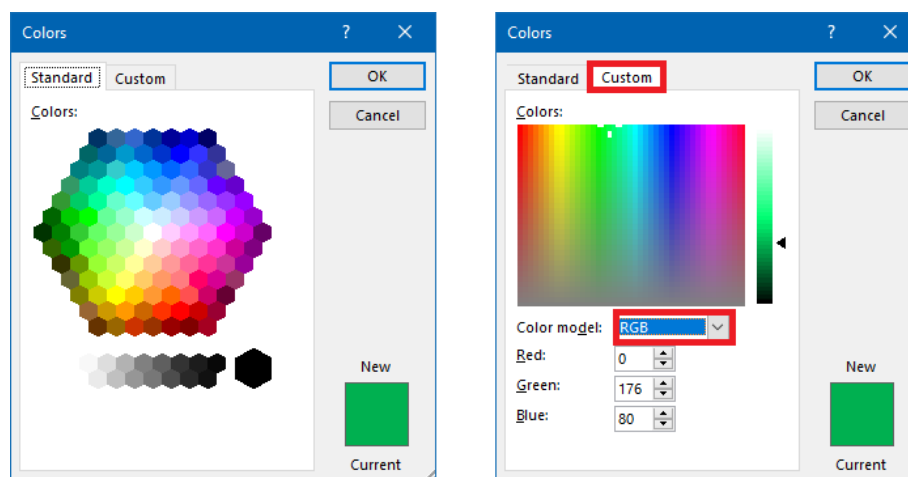 Colors ? ×
Standard Custom
OK
Colors:
Cancel
New
Current
Colors ? ×
Standard Custom
OK
Colors:
Cancel
Color model: RGB
Red: 0
Green: 176
Blue: 80
New
Current